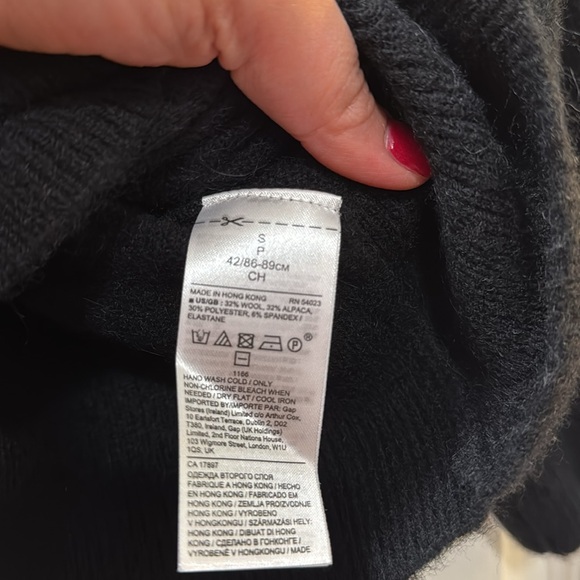 S
P
42/86-89CM
CH
MADE IN HONG KONG RN 54023
■ US/GB : 32% WOOL, 32% ALPACA,
30% POLYESTER, 6% SPANDEX /
ELASTANE
P ®
1166
HAND WASH COLD / ONLY
NON-CHLORINE BLEACH WHEN
NEEDED / DRY FLAT / COOL IRON
IMPORTED BY/IMPORTE PAR: Gap
Stores (Ireland) Limited c/o Arthur Cox,
10 Earlsfort Terrace, Dublin 2, D02
T380, Ireland, Gap (UK Holdings)
Limited, 2nd Floor Nations House,
103 Wigmore Street, London, W1U
1QS, UK
CA 17897
ОДЕЖДА ВТОРОГО СЛОЯ
FABRIQUE A HONG KONG / HECHO
EN HONG KONG / FABRICADO EM
HONG KONG / ZEMLJA PROIZVODNJE
HONG KONG / VYROBENO
V HONGKONGU / SZÁRMAZÁSI HELY:
HONG KONG / DIBUAT DI HONG
KONG / СДЕЛАНО В ГОНКОНГЕ /
VYROBENÉ V HONGKONGU / MADE